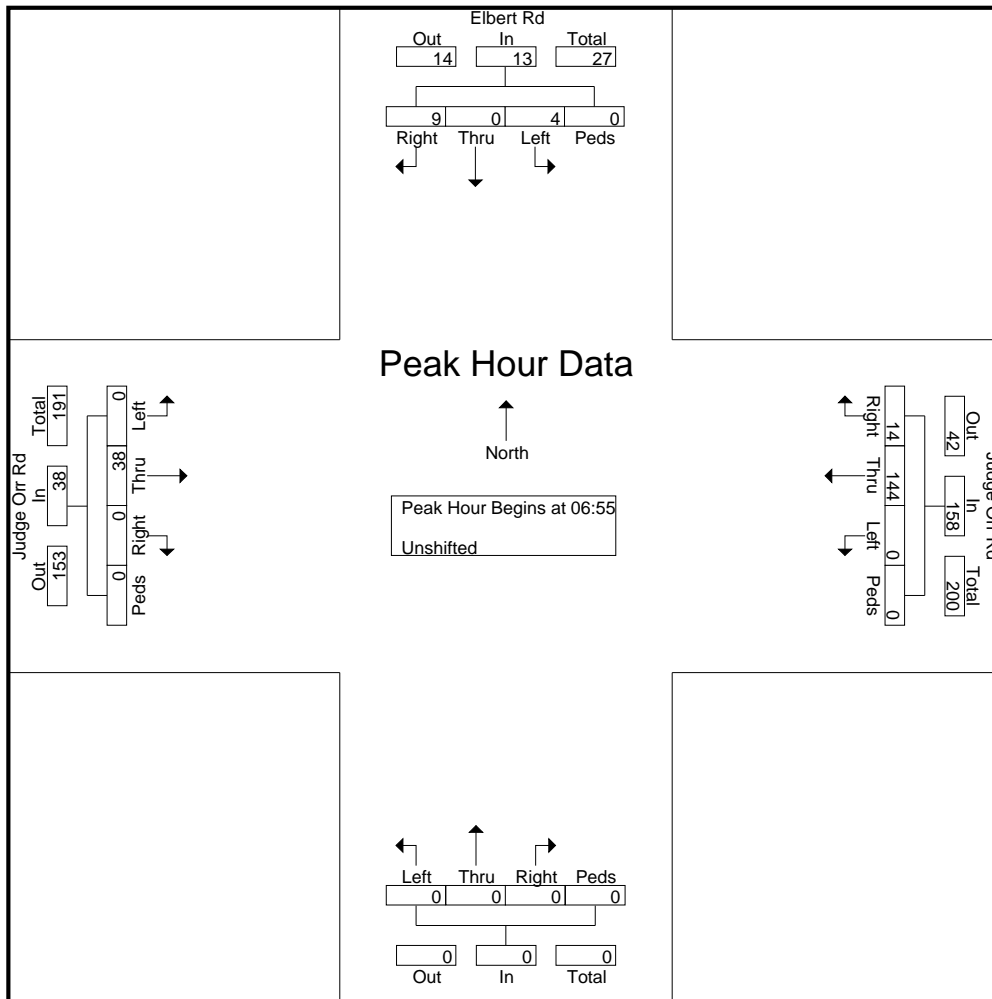 Elbert Rd
Out In Total
14 13 27
9 0 4 0
Right Thru Left Peds
Peak Hour Data
North
Peak Hour Begins at 06:55
Unshifted
Judge Orr Rd
Total In Out
191 38 153
0 38 0 0
Left Thru Right Peds
Judge Orr Rd
Out In Total
42 158 200
14 144 0 0
Right Thru Left Peds
Left Thru Right Peds
0 0 0 0
0 0 0
Out In Total